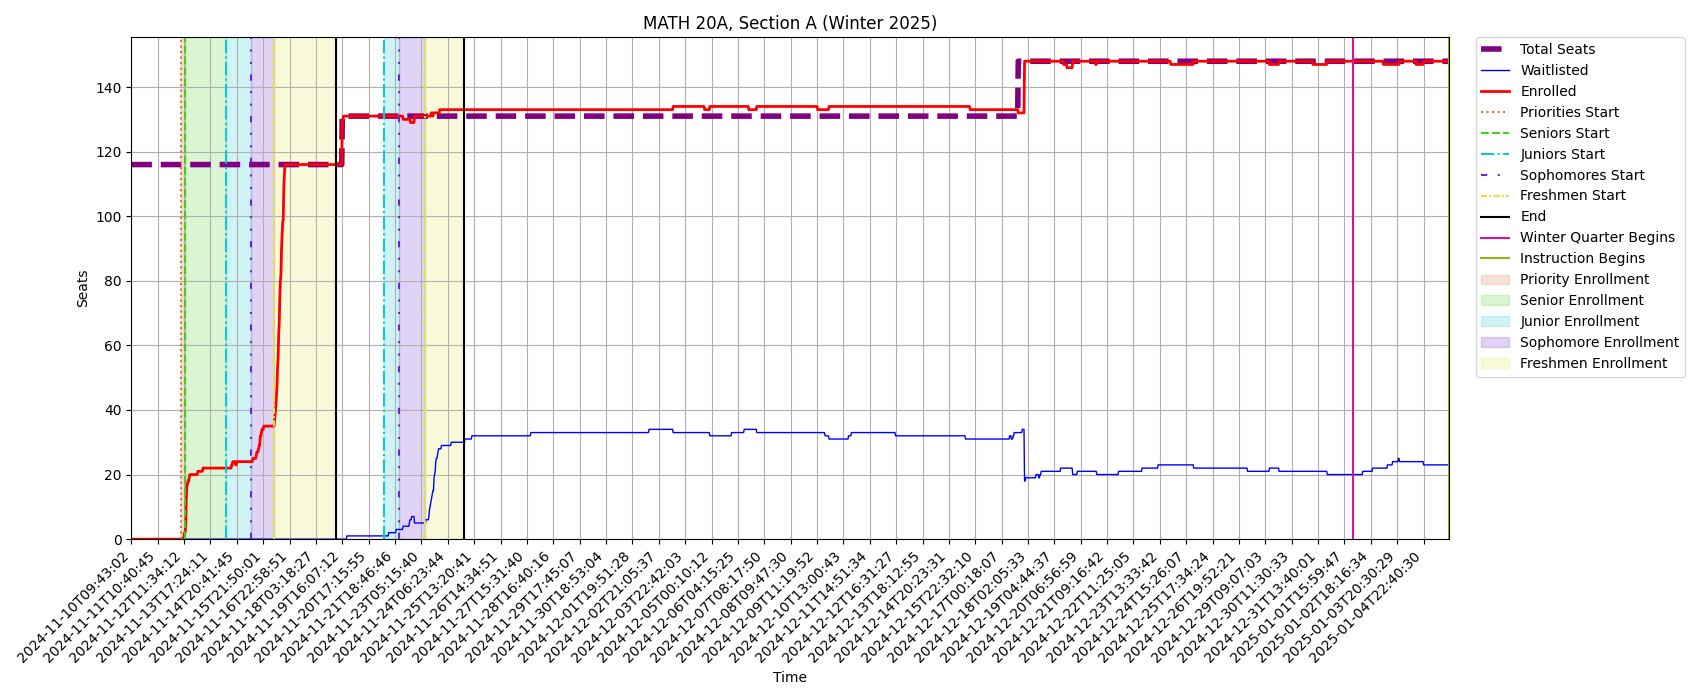 MATH 20A, Section A (Winter 2025)
Seats
140
120
100
80
60
40
20
0
2024-11-10T09:43:02
2024-11-11T10:40:45
2024-11-12T11:34:12
2024-11-13T17:24:11
2024-11-14T20:41:45
2024-11-15T21:50:01
2024-11-16T22:58:51
2024-11-18T03:18:27
2024-11-19T16:07:12
2024-11-20T17:15:55
2024-11-21T18:46:46
2024-11-23T05:15:40
2024-11-24T06:23:44
2024-11-26T13:20:41
2024-11-26T14:34:51
2024-11-27T15:31:40
2024-11-28T16:40:16
2024-11-29T17:45:07
2024-11-30T18:53:04
2024-12-01T19:51:28
2024-12-02T21:05:37
2024-12-03T22:42:03
2024-12-05T00:10:12
2024-12-06T04:15:25
2024-12-07T08:17:50
2024-12-08T09:47:30
2024-12-09T11:19:52
2024-12-10T13:00:43
2024-12-11T14:51:34
2024-12-12T16:31:27
2024-12-13T18:12:55
2024-12-14T20:23:31
2024-12-15T22:32:10
2024-12-17T00:18:07
2024-12-18T02:05:33
2024-12-19T04:44:37
2024-12-20T06:56:59
2024-12-21T09:16:42
2024-12-22T11:25:05
2024-12-23T13:33:42
2024-12-24T15:26:07
2024-12-25T17:34:24
2024-12-26T19:52:21
2024-12-29T09:07:03
2024-12-30T11:30:33
2024-12-31T13:40:01
2025-01-01T15:59:47
2025-01-02T18:16:34
2025-01-03T20:30:29
2025-01-04T22:40:30
Time
Total Seats
Waitlisted
Enrolled
Priorities Start
Seniors Start
Juniors Start
Sophomores Start
Freshmen Start
End
Winter Quarter Begins
Instruction Begins
Priority Enrollment
Senior Enrollment
Junior Enrollment
Sophomore Enrollment
Freshmen Enrollment